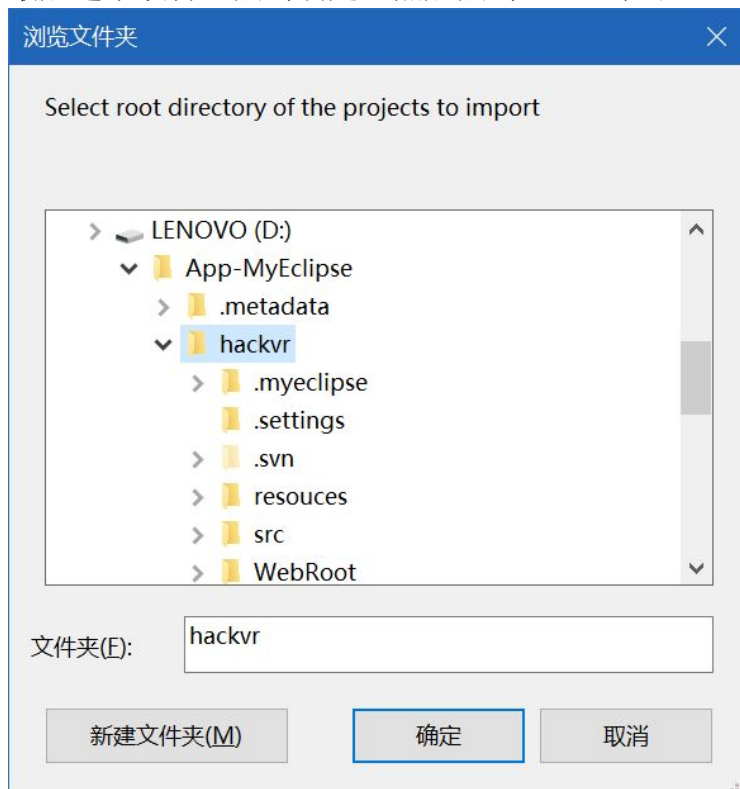 浏览文件夹
Select root directory of the projects to import
LENOVO (D:)
App-MyEclipse
.metadata
hackvr
.myeclipse
.settings
.svn
resouces
src
WebRoot
文件夹(F): hackvr
新建文件夹(M) 确定 取消